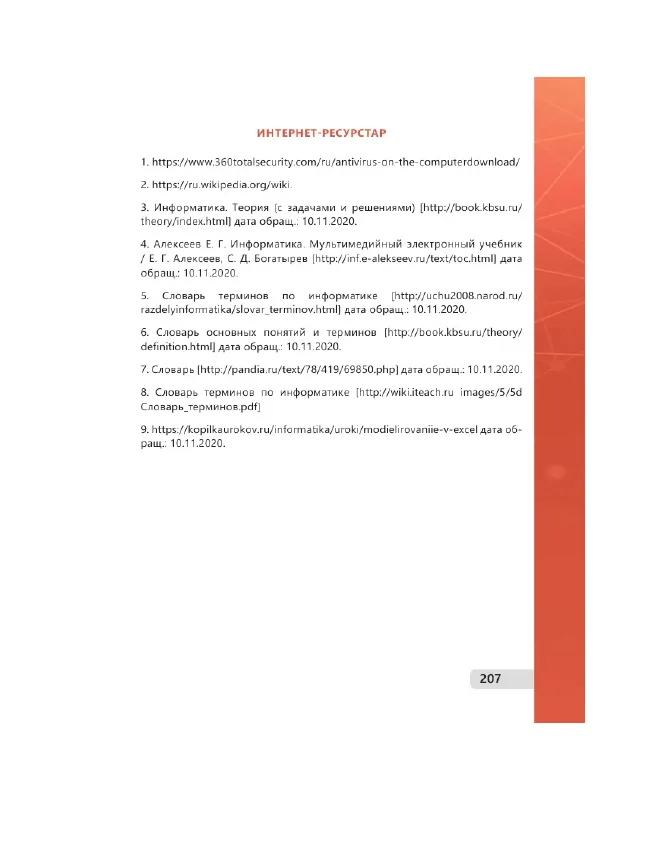 ИНТЕРНЕТ-РЕСУРСТАР
1. https://www.360totalsecurity.com/ru/antivirus-on-the-computerdownload/
2. https://ru.wikipedia.org/wiki.
3. Информатика. Теория (с задачами и решениями) [http://book.kbsu.ru/
theory/index.html] дата обращ.: 10.11.2020.
4. Алексеев Е. Г. Информатика. Мультимедийный электронный учебник
/ Е. Г. Алексеев, С. Д. Богатырев [http://inf.e-alekseev.ru/text/toc.html] дата
обращ.: 10.11.2020.
5. Словарь терминов по информатике [http://uchu2008.narod.ru/
razdelyinformatika/slovar_terminov.html] дата обращ.: 10.11.2020.
6. Словарь основных понятий и терминов [http://book.kbsu.ru/theory/
definition.html] дата обращ.: 10.11.2020.
7. Словарь [http://pandia.ru/text/78/419/69850.php] дата обращ.: 10.11.2020.
8. Словарь терминов по информатике [http://wiki.iteach.ru images/5/5d
Словарь_терминов.pdf]
9. https://kopilkaurokov.ru/informatika/uroki/modielirovaniie-v-excel дата об-
ращ.: 10.11.2020.
207